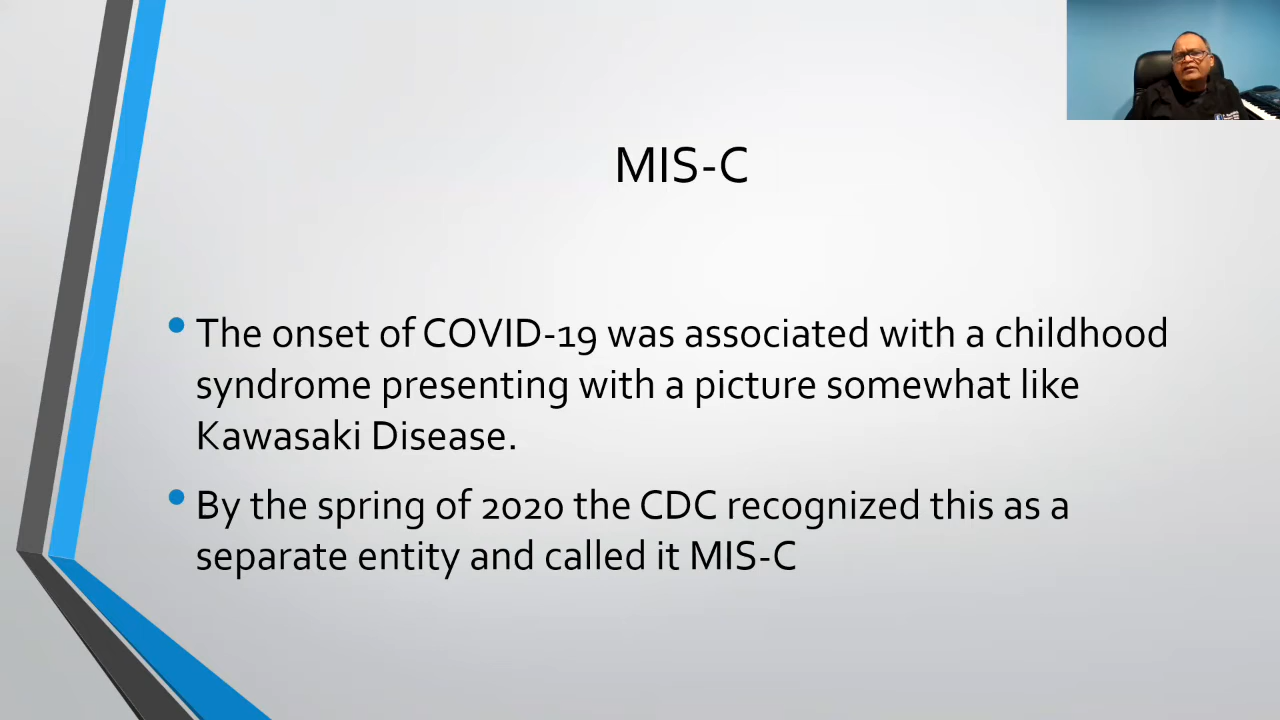 MIS-C
• The onset of COVID-19 was associated with a childhood
syndrome presenting with a picture somewhat like
Kawasaki Disease.
• By the spring of 2020 the CDC recognized this as a
separate entity and called it MIS-C